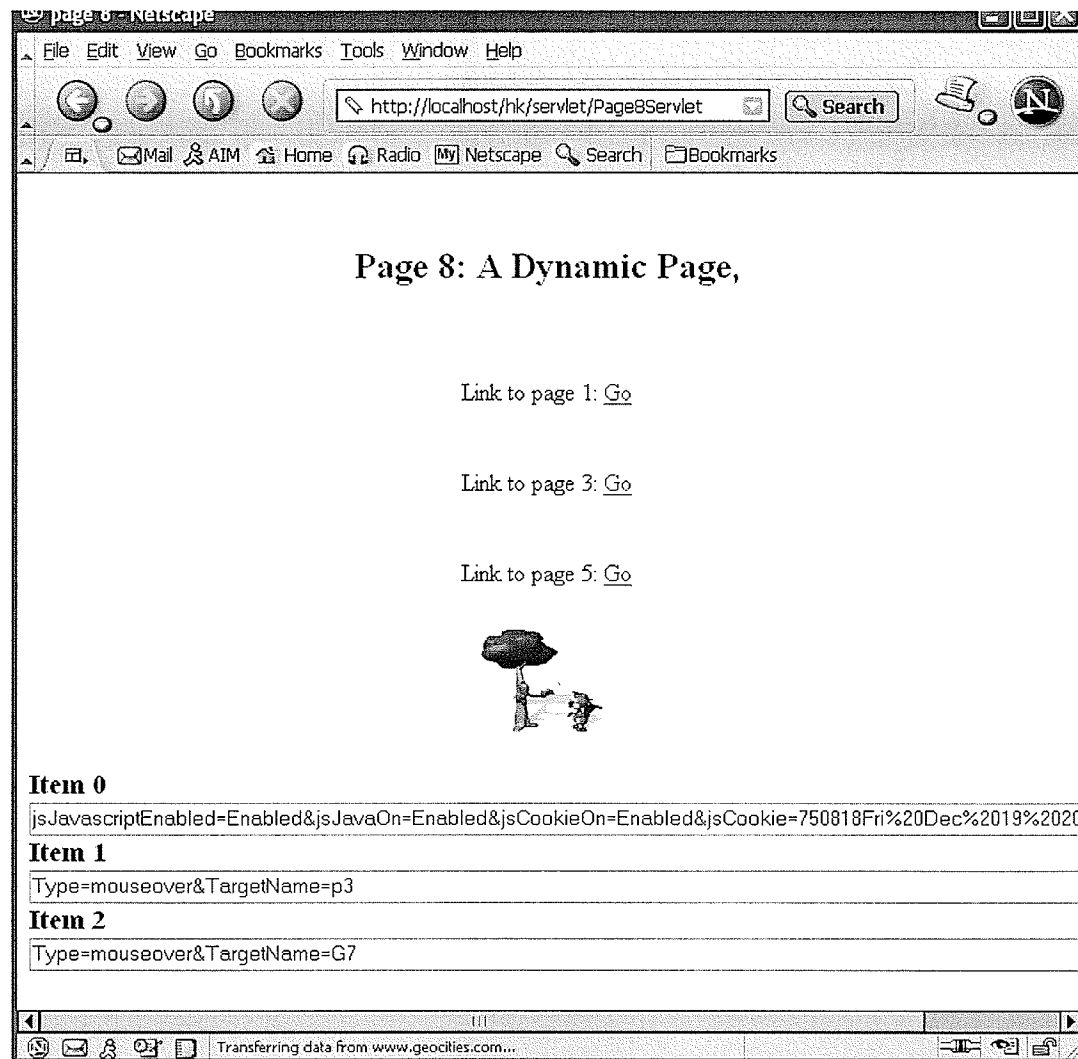 page 8 - Netscape
File Edit View Go Bookmarks Tools Window Help
http://localhost/hk/servlet/Page8Servlet Search N
Mail AIM Home Radio My Netscape Search Bookmarks
Page 8: A Dynamic Page,
Link to page 1: Go
Link to page 3: Go
Link to page 5: Go
Item 0
jsJavascriptEnabled=Enabled&jsJavaOn=Enabled&jsCookieOn=Enabled&jsCookie=750818Fri%20Dec%2019%2020
Item 1
Type=mouseover&TargetName=p3
Item 2
Type=mouseover&TargetName=G7
Transferring data from www.geocities.com...